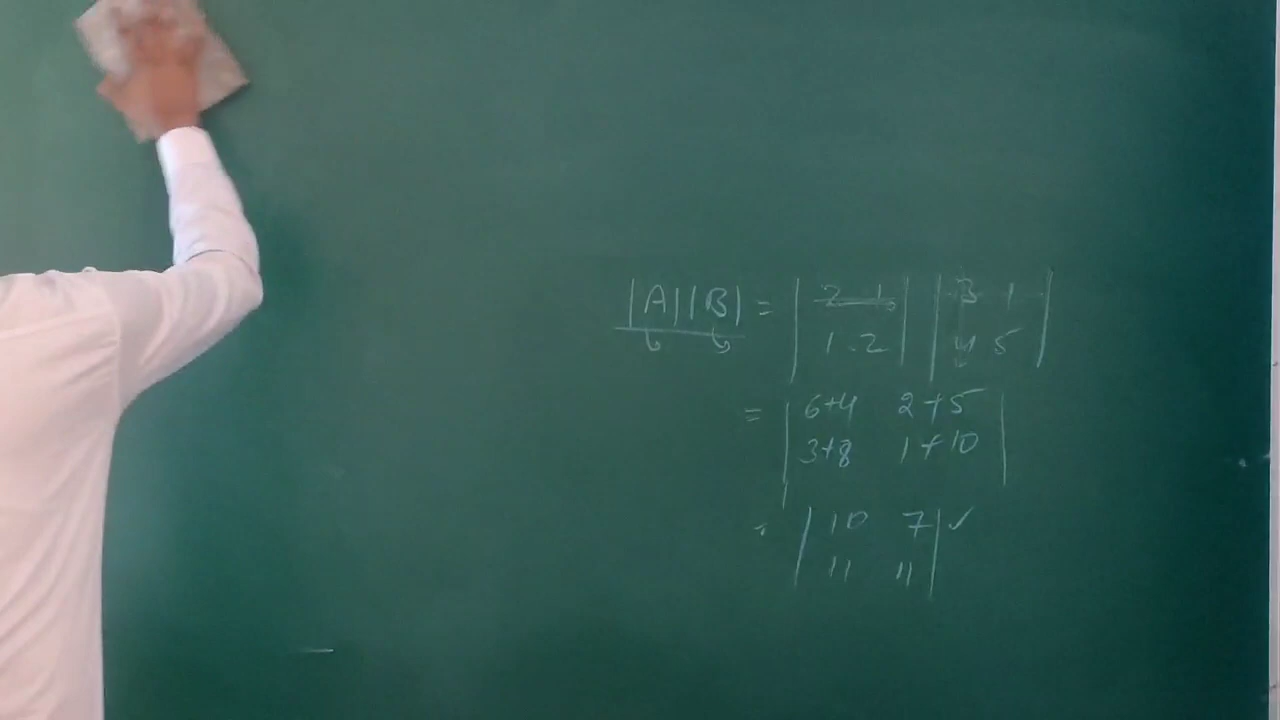 |A||B| = | 2 1 | | 3 1 |
| 1 2 | | 4 5 |
= | 6+4 2+5 |
| 3+8 1+10 |
= | 10 7 | ✓
| 11 11 |